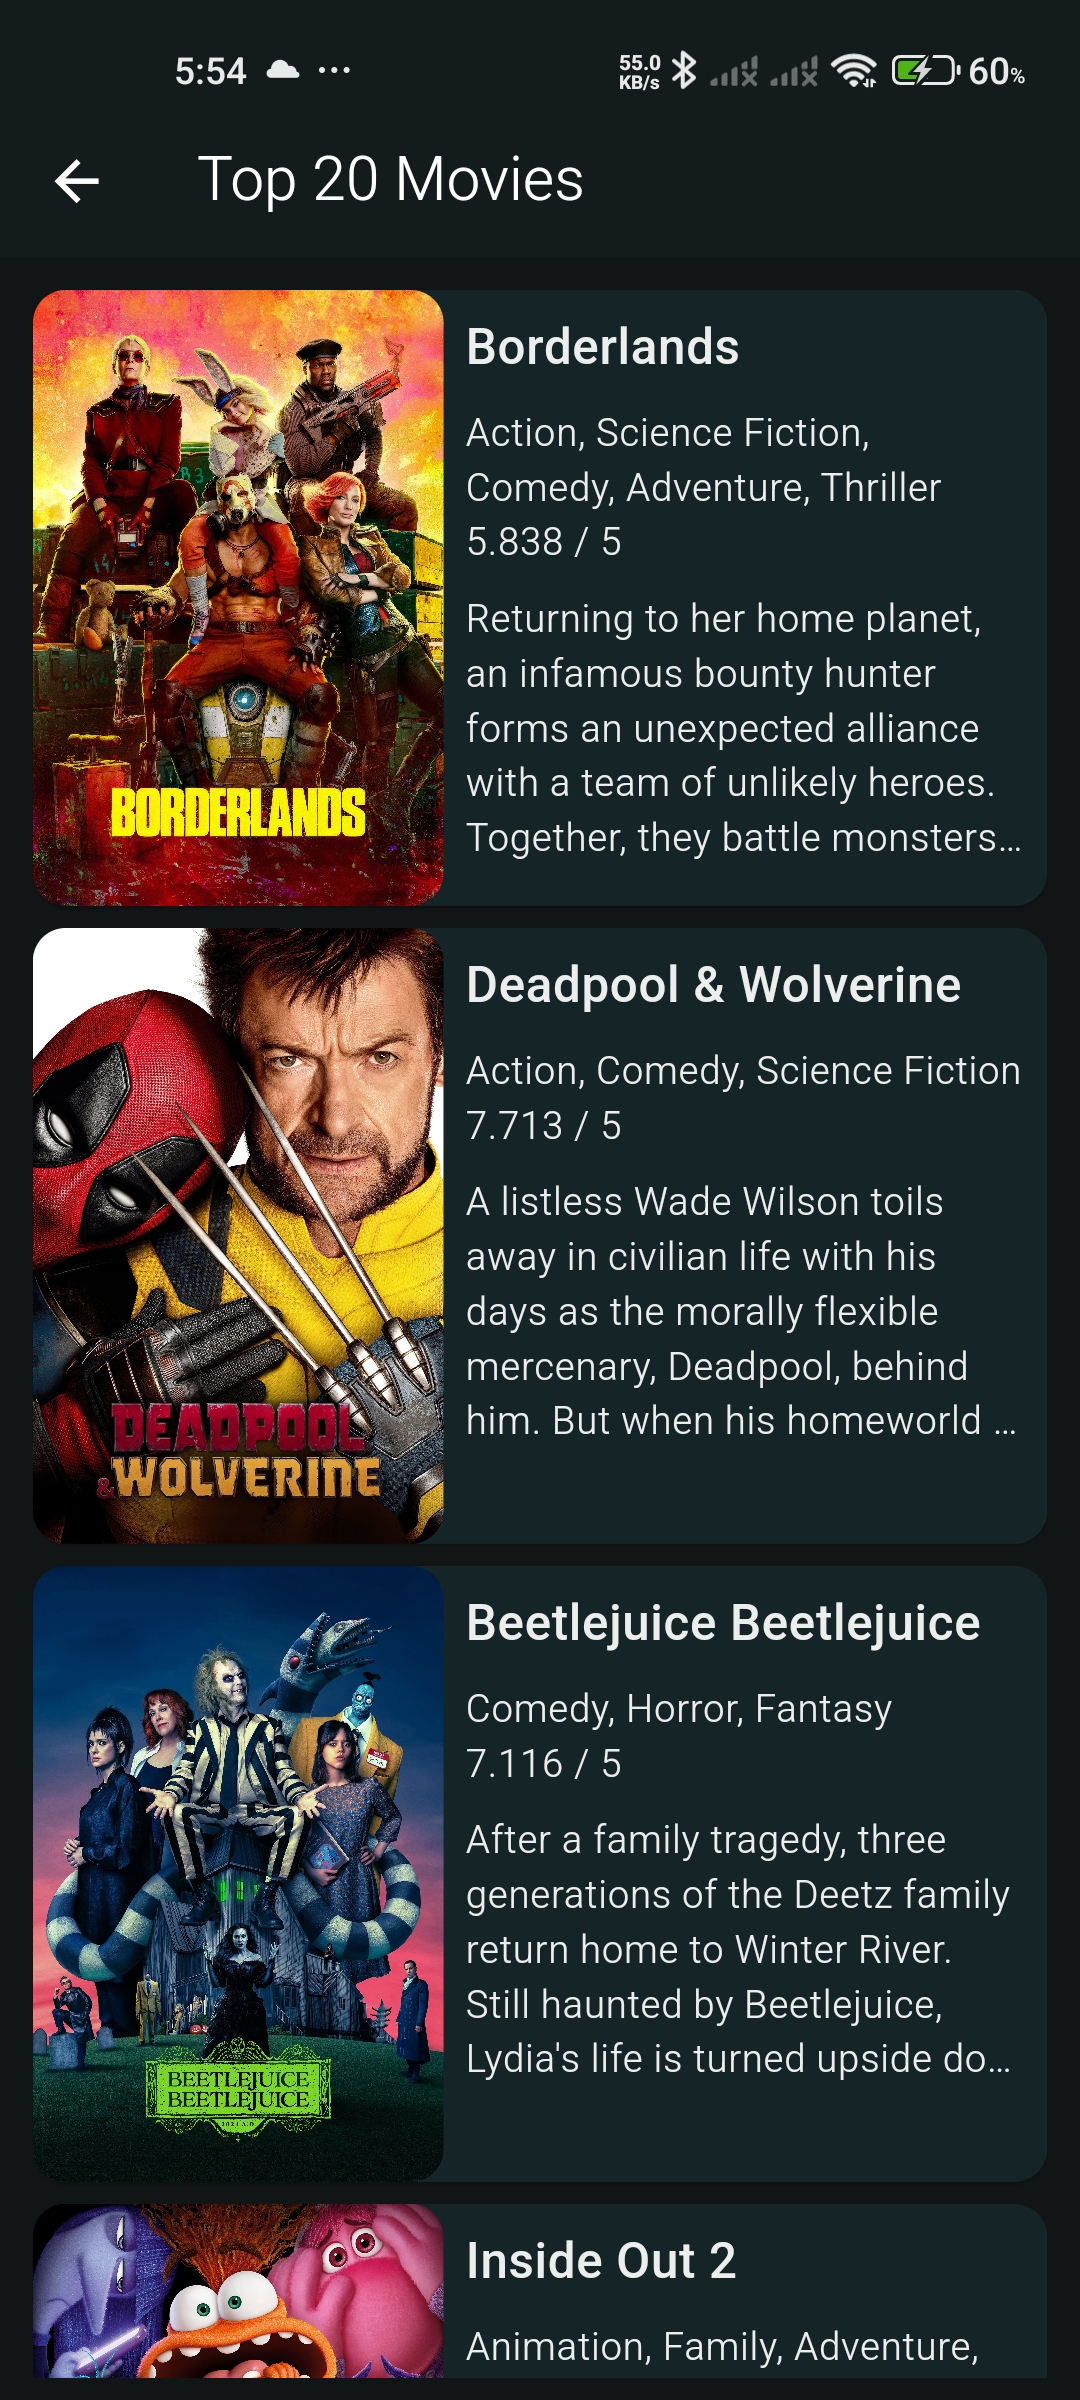 5:54 ... 55.0 KB/s 60%
Top 20 Movies
BORDERLANDS
Borderlands
Action, Science Fiction,
Comedy, Adventure, Thriller
5.838 / 5
Returning to her home planet,
an infamous bounty hunter
forms an unexpected alliance
with a team of unlikely heroes.
Together, they battle monsters…
DEADPOOL
&WOLVERINE
Deadpool & Wolverine
Action, Comedy, Science Fiction
7.713 / 5
A listless Wade Wilson toils
away in civilian life with his
days as the morally flexible
mercenary, Deadpool, behind
him. But when his homeworld …
BEETLEJUICE
BEETLEJUICE
Beetlejuice Beetlejuice
Comedy, Horror, Fantasy
7.116 / 5
After a family tragedy, three
generations of the Deetz family
return home to Winter River.
Still haunted by Beetlejuice,
Lydia's life is turned upside do…
Inside Out 2
Animation, Family, Adventure,